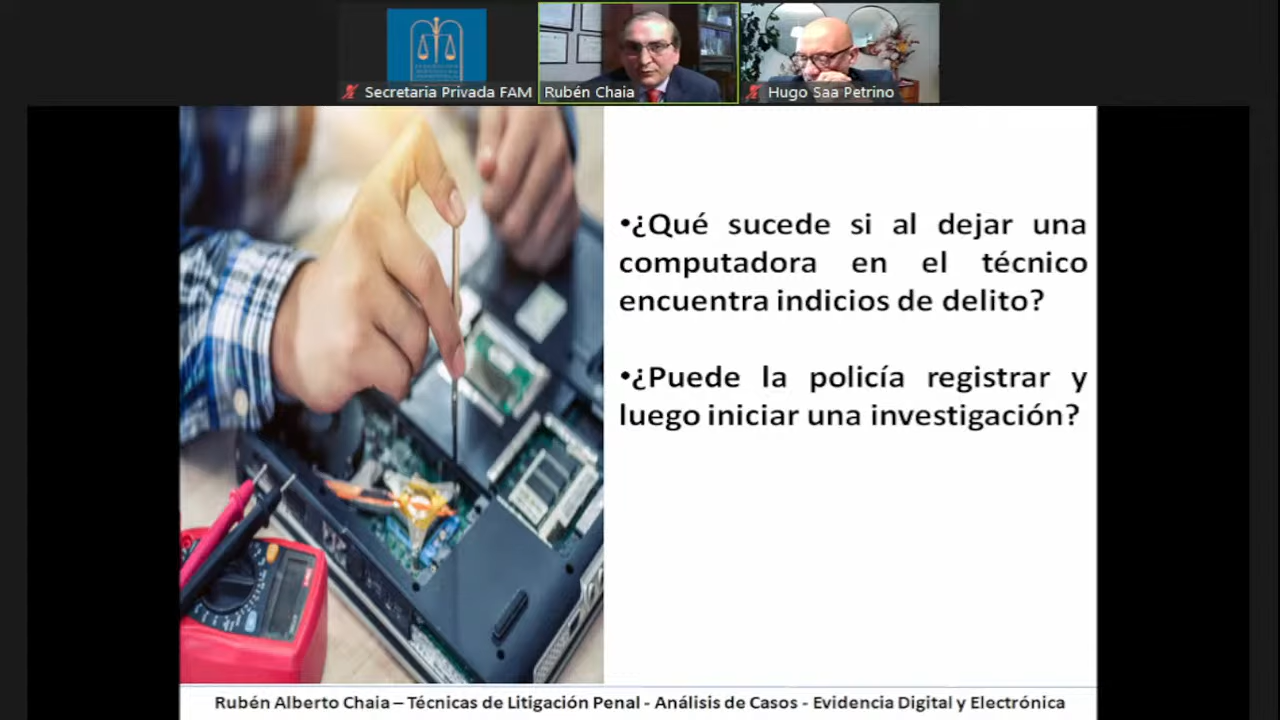 Secretaria Privada FAM
Rubén Chaia
Hugo Saa Petrino
•¿Qué sucede si al dejar una
computadora en el técnico
encuentra indicios de delito?
•¿Puede la policía registrar y
luego iniciar una investigación?
Rubén Alberto Chaia – Técnicas de Litigación Penal - Análisis de Casos - Evidencia Digital y Electrónica